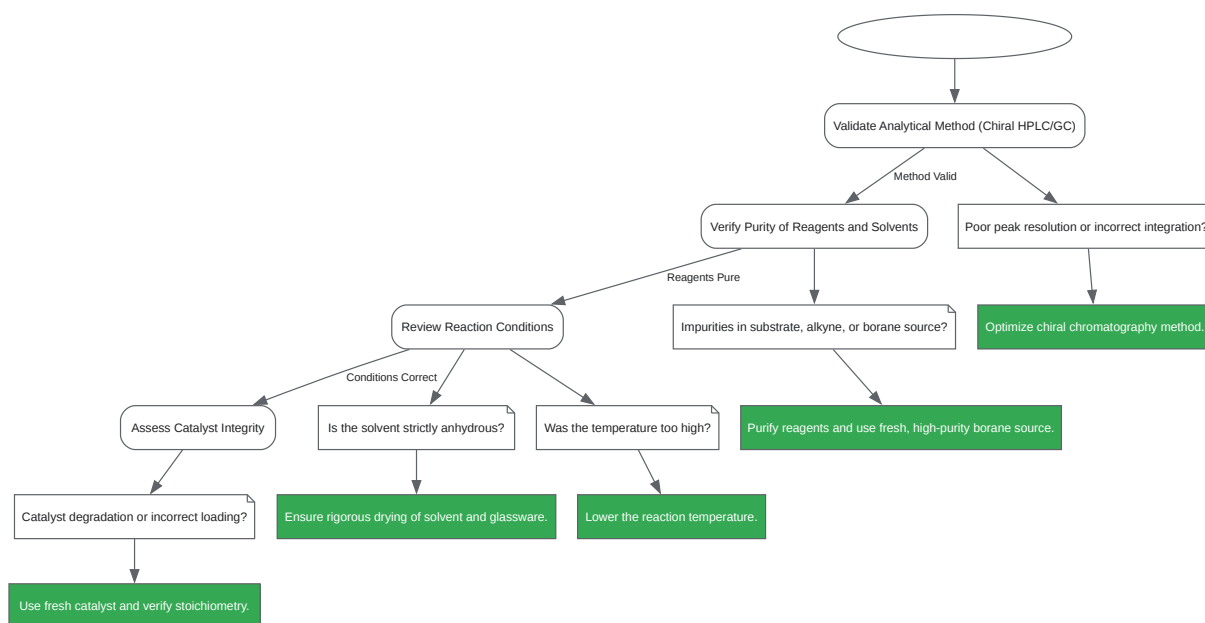 Validate Analytical Method (Chiral HPLC/GC)
Method Valid
Verify Purity of Reagents and Solvents
Poor peak resolution or incorrect integration?
Reagents Pure
Review Reaction Conditions
Impurities in substrate, alkyne, or borane source?
Optimize chiral chromatography method.
Conditions Correct
Assess Catalyst Integrity
Is the solvent strictly anhydrous?
Was the temperature too high?
Purify reagents and use fresh, high-purity borane source.
Catalyst degradation or incorrect loading?
Ensure rigorous drying of solvent and glassware.
Lower the reaction temperature.
Use fresh catalyst and verify stoichiometry.